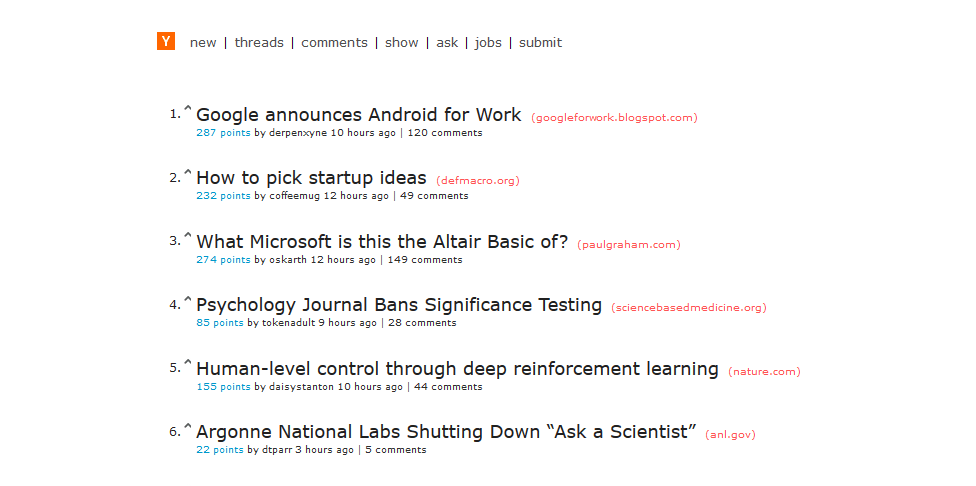 Y new | threads | comments | show | ask | jobs | submit
1. ^ Google announces Android for Work (googleforwork.blogspot.com)
287 points by derpenxyne 10 hours ago | 120 comments
2. ^ How to pick startup ideas (defmacro.org)
232 points by coffeemug 12 hours ago | 49 comments
3. ^ What Microsoft is this the Altair Basic of? (paulgraham.com)
274 points by oskarth 12 hours ago | 149 comments
4. ^ Psychology Journal Bans Significance Testing (sciencebasedmedicine.org)
85 points by tokenadult 9 hours ago | 28 comments
5. ^ Human-level control through deep reinforcement learning (nature.com)
155 points by daisystanton 10 hours ago | 44 comments
6. ^ Argonne National Labs Shutting Down “Ask a Scientist” (anl.gov)
22 points by dtparr 3 hours ago | 5 comments